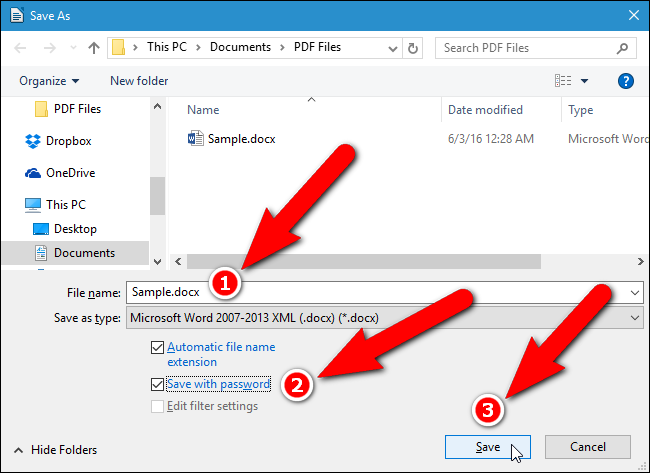 Save As
This PC > Documents > PDF Files
Search PDF Files
Organize
New folder
?
Name
Date modified
Type
PDF Files
Dropbox
OneDrive
This PC
Desktop
Documents
Sample.docx
6/3/16 12:28 AM
Microsoft Word
1
File name: Sample.docx
Save as type: Microsoft Word 2007-2013 XML (.docx) (*.docx)
Automatic file name
extension
2
Save with password
Edit filter settings
3
Hide Folders
Save
Cancel